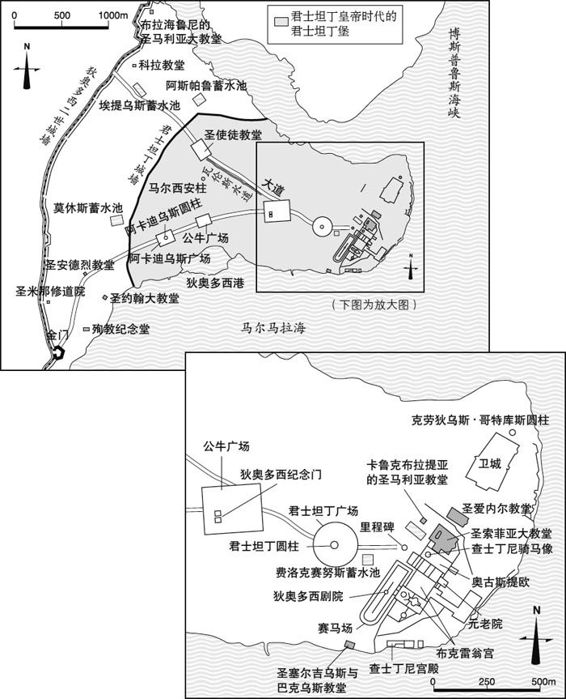 0 500 1000m
君士坦丁皇帝时代的
君士坦丁堡
布拉海鲁尼的
圣马利亚大教堂
N
科拉教堂
阿斯帕鲁蓄水池
埃提乌斯蓄水池
博斯普鲁斯海峡
狄奥多西二世城墙
君士坦丁城墙
圣使徒教堂
瓦伦斯水道
大道
马尔西安柱
莫休斯蓄水池
阿卡迪乌斯圆柱
公牛广场
阿卡迪乌斯广场
圣安德烈教堂
狄奥多西港
N
圣米那修道院
圣约翰大教堂
(下图为放大图)
金门
殉教纪念堂
马尔马拉海
克劳狄乌斯·哥特库斯圆柱
公牛广场
卫城
狄奥多西纪念门
卡鲁克布拉提亚
的圣马利亚教堂
圣爱内尔教堂
君士坦丁广场
里程碑
圣索菲亚大教堂
君士坦丁圆柱
查士丁尼骑马像
费洛克赛努斯蓄水池
奥古斯提欧
狄奥多西剧院
元老院
赛马场
布克雷翁宫
N
圣塞尔吉乌斯与
巴克乌斯教堂
查士丁尼宫殿
0 250 500m